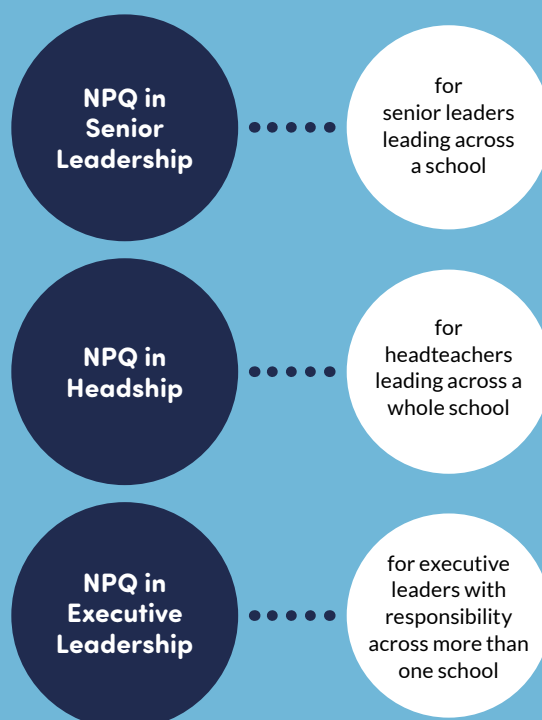 NPQ in
Senior
Leadership
for
senior leaders
leading across
a school
NPQ in
Headship
for
headteachers
leading across a
whole school
NPQ in
Executive
Leadership
for executive
leaders with
responsibility
across more than
one school